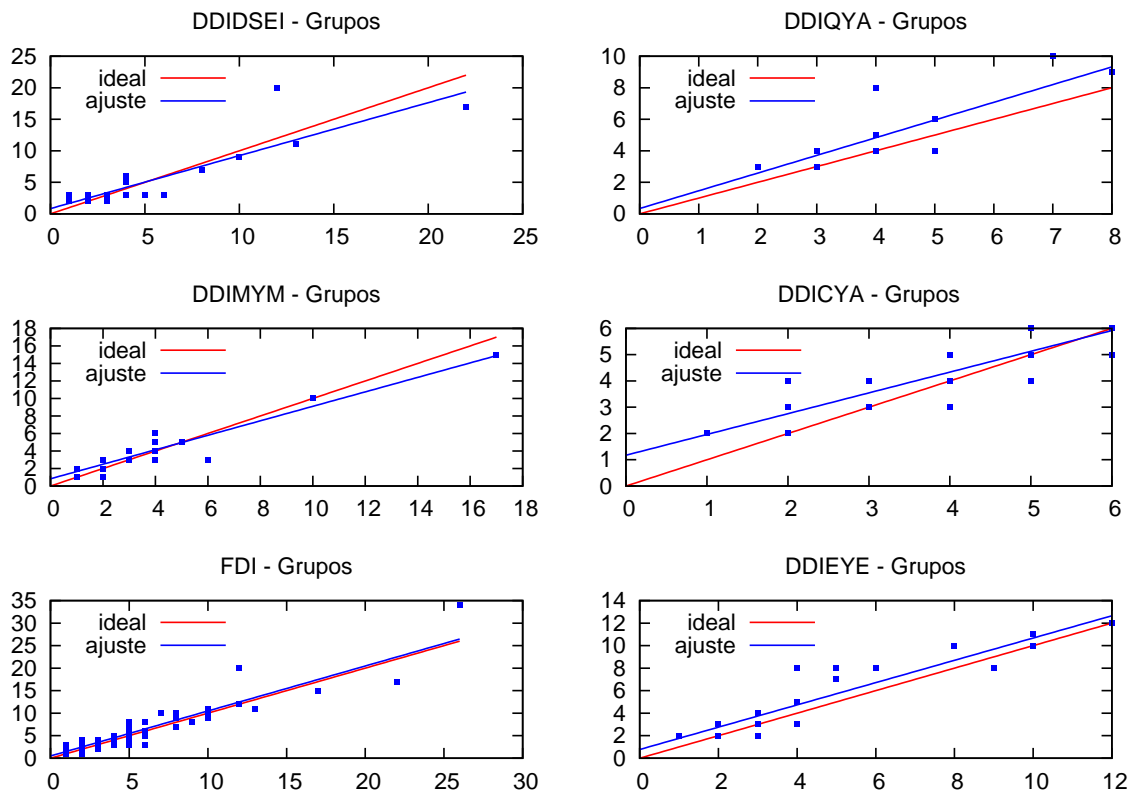 DDIDSEI - Grupos
25
20
15
10
5
0
ideal
ajuste
0 5 10 15 20 25
DDIQYA - Grupos
10
8
6
4
2
0
ideal
ajuste
0 1 2 3 4 5 6 7 8
DDIMYM - Grupos
18
16
14
12
10
8
6
4
2
0
ideal
ajuste
0 2 4 6 8 10 12 14 16 18
DDICYA - Grupos
6
5
4
3
2
1
0
ideal
ajuste
0 1 2 3 4 5 6
FDI - Grupos
35
30
25
20
15
10
5
0
ideal
ajuste
0 5 10 15 20 25 30
DDIEYE - Grupos
14
12
10
8
6
4
2
0
ideal
ajuste
0 2 4 6 8 10 12